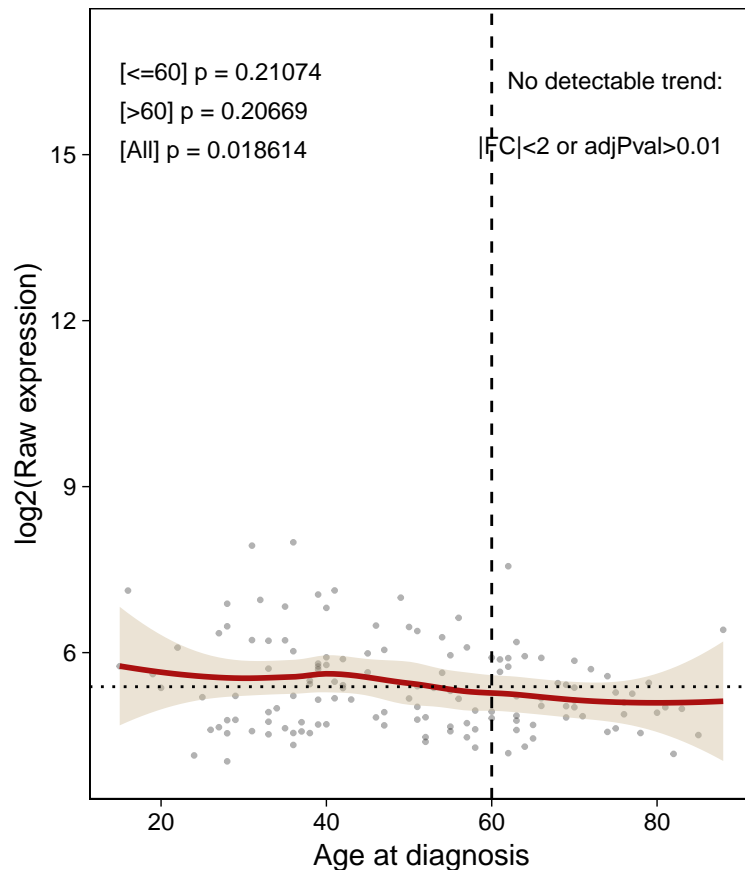 [<=60] p = 0.21074
[>60] p = 0.20669
[All] p = 0.018614
No detectable trend:
|FC|<2 or adjPval>0.01
log2(Raw expression)
15
12
9
6
20
40
60
80
Age at diagnosis